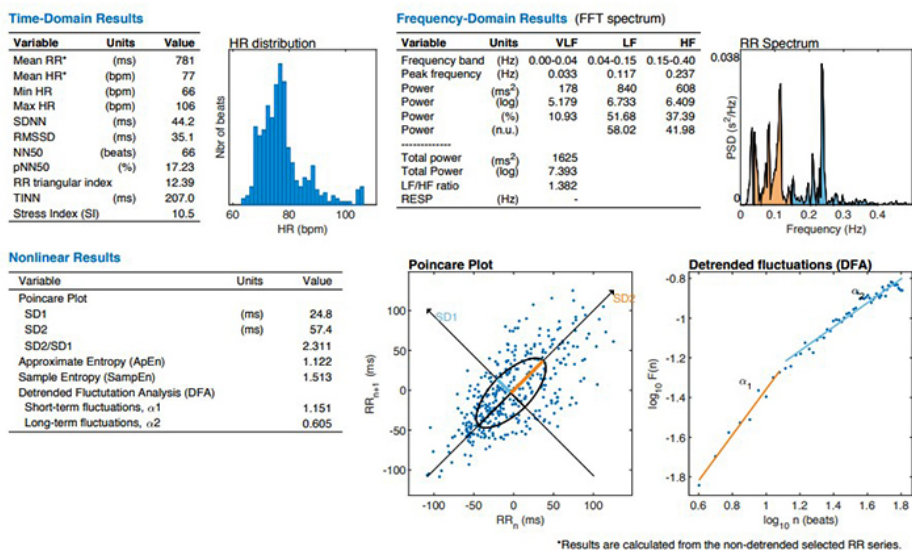 Time-Domain Results
Variable Units Value
Mean RR* (ms) 781
Mean HR* (bpm) 77
Min HR (bpm) 66
Max HR (bpm) 106
SDNN (ms) 44.2
RMSSD (ms) 35.1
NN50 (beats) 66
pNN50 (%) 17.23
RR triangular index 12.39
TINN (ms) 207.0
Stress Index (SI) 10.5
HR distribution
Nbr of beats
60 80 100
HR (bpm)
Frequency-Domain Results (FFT spectrum)
Variable Units VLF LF HF
Frequency band (Hz) 0.00-0.04 0.04-0.15 0.15-0.40
Peak frequency (Hz) 0.033 0.117 0.237
Power (ms2) 178 840 608
Power (log) 5.179 6.733 6.409
Power (%) 10.93 51.68 37.39
Power (n.u.) 58.02 41.98
-------------
Total power (ms2) 1625
Total Power (log) 7.393
LF/HF ratio 1.382
RESP (Hz) -
RR Spectrum
0.038
PSD (s2/Hz)
0
0 0.1 0.2 0.3 0.4
Frequency (Hz)
Nonlinear Results
Variable Units Value
Poincare Plot
SD1 (ms) 24.8
SD2 (ms) 57.4
SD2/SD1 2.311
Approximate Entropy (ApEn) 1.122
Sample Entropy (SampEn) 1.513
Detrended Fluctutation Analysis (DFA)
Short-term fluctuations, α1 1.151
Long-term fluctuations, α2 0.605
Poincare Plot
SD1
SD2
100
50
0
-50
-100
RRn+1 (ms)
-100 -50 0 50 100
RRn (ms)
Detrended fluctuations (DFA)
α2
α1
-0.8
-1
-1.2
-1.4
-1.6
-1.8
log10 F(n)
0.6 0.8 1 1.2 1.4 1.6 1.8
log10 n (beats)
*Results are calculated from the non-detrended selected RR series.